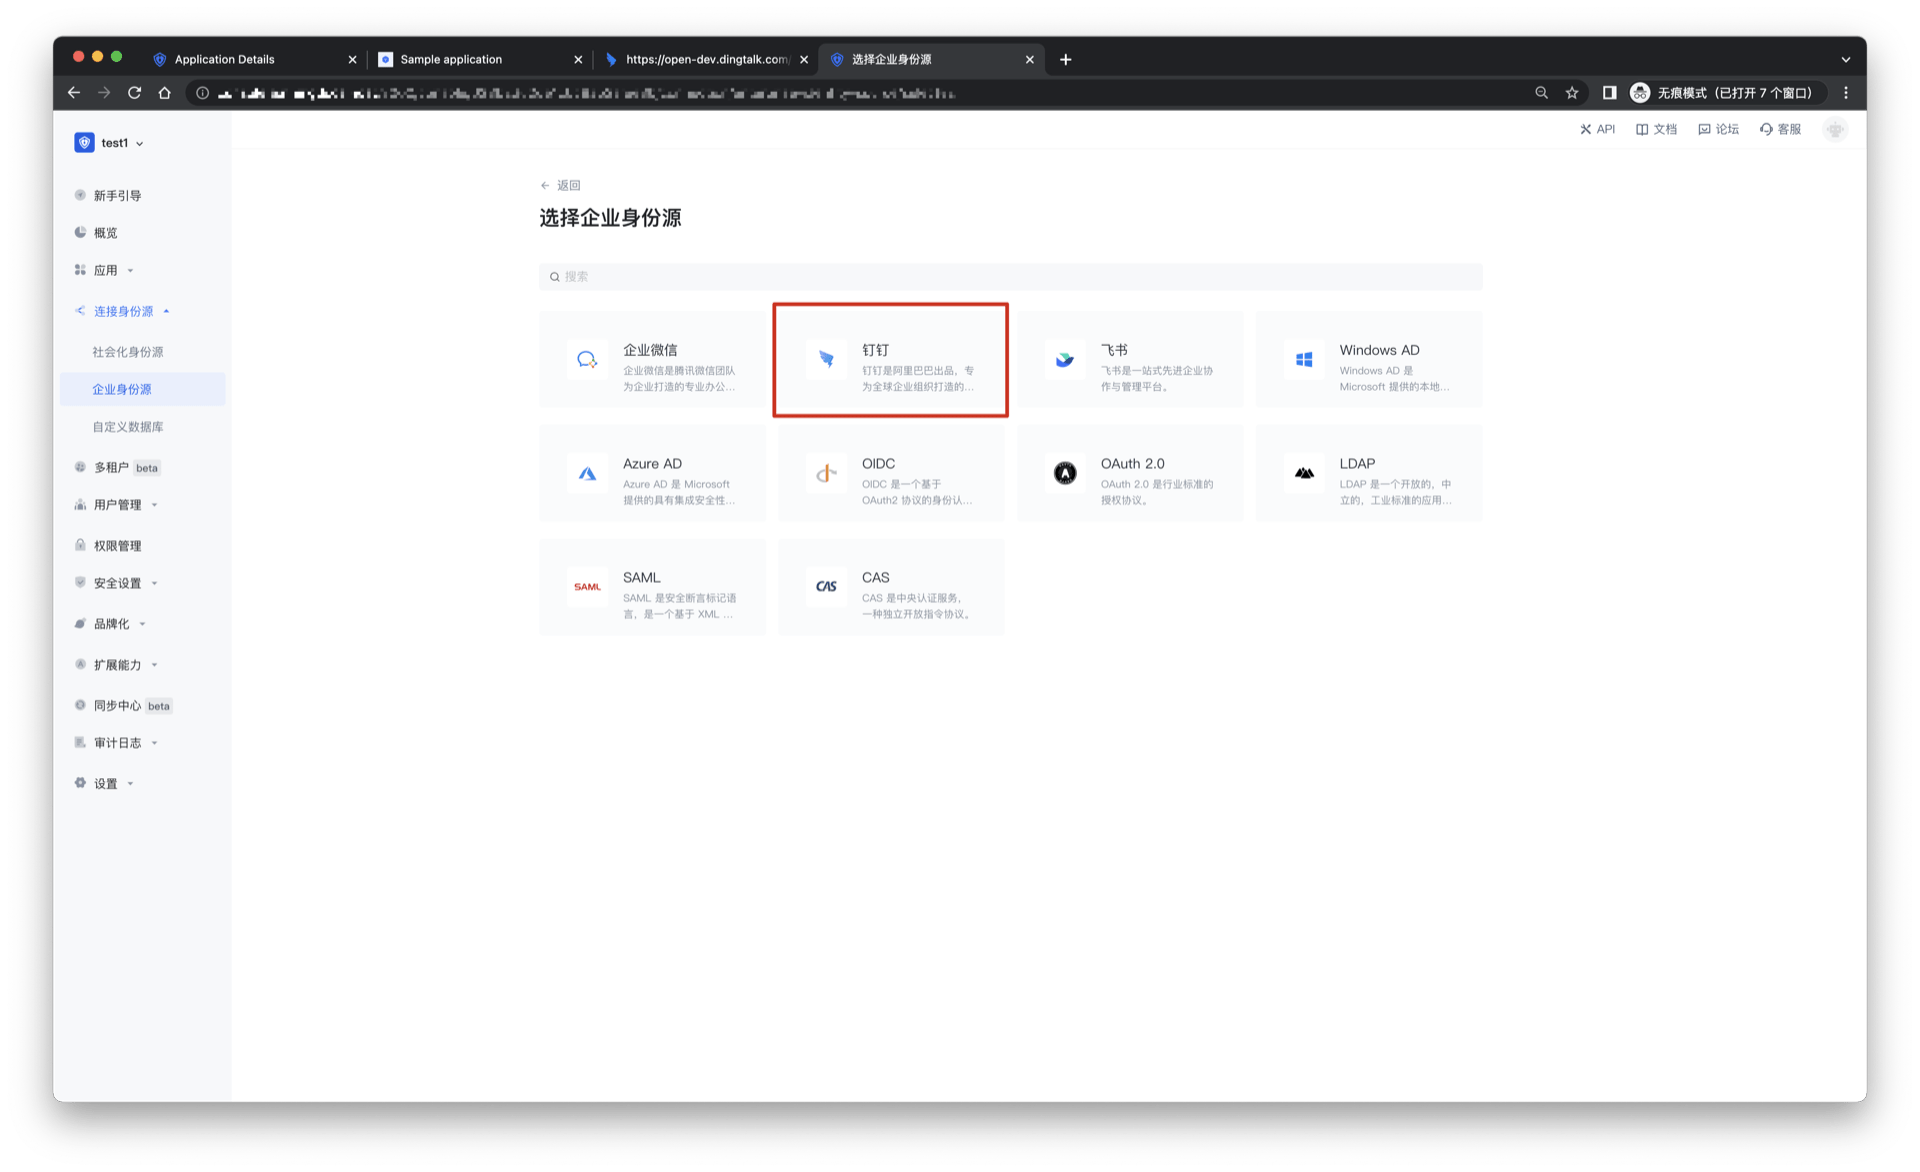 Application Details
Sample application
https://open-dev.dingtalk.com/
选择企业身份源
无痕模式（已打开 7 个窗口）
test1
API
文档
论坛
客服
新手引导
概览
应用
连接身份源
社会化身份源
企业身份源
自定义数据库
多租户 beta
用户管理
权限管理
安全设置
品牌化
扩展能力
同步中心 beta
审计日志
设置
返回
选择企业身份源
搜索
企业微信
企业微信是腾讯微信团队
为企业打造的专业办公...
钉钉
钉钉是阿里巴巴出品，专
为全球企业组织打造的...
飞书
飞书是一站式先进企业协
作与管理平台。
Windows AD
Windows AD 是
Microsoft 提供的本地...
Azure AD
Azure AD 是 Microsoft
提供的具有集成安全性...
OIDC
OIDC 是一个基于
OAuth2 协议的身份认...
OAuth 2.0
OAuth 2.0 是行业标准的
授权协议。
LDAP
LDAP 是一个开放的，中
立的，工业标准的应用...
SAML
SAML
SAML 是安全断言标记语
言，是一个基于 XML ...
CAS
CAS
CAS 是中央认证服务，
一种独立开放指令协议。